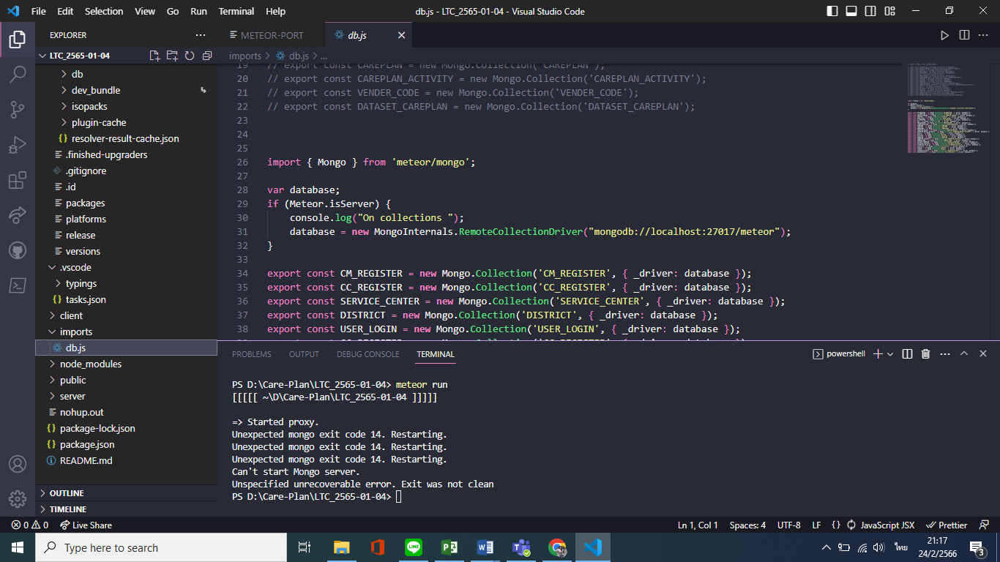 File Edit Selection View Go Run Terminal Help
db.js - LTC_2565-01-04 - Visual Studio Code
EXPLORER
METEOR-PORT
db.js
LTC_2565-01-04
imports > db.js > ...
db
dev_bundle
isopacks
plugin-cache
{} resolver-result-cache.json
.finished-upgraders
.gitignore
.id
packages
platforms
release
versions
.vscode
typings
{} tasks.json
client
imports
db.js
node_modules
public
server
nohup.out
{} package-lock.json
{} package.json
README.md
OUTLINE
TIMELINE
19 // export const CAREPLAN = new Mongo.Collection('CAREPLAN');
20 // export const CAREPLAN_ACTIVITY = new Mongo.Collection('CAREPLAN_ACTIVITY');
21 // export const VENDER_CODE = new Mongo.Collection('VENDER_CODE');
22 // export const DATASET_CAREPLAN = new Mongo.Collection('DATASET_CAREPLAN');
23
24
25
26 import { Mongo } from 'meteor/mongo';
27
28 var database;
29 if (Meteor.isServer) {
30 console.log("On collections ");
31 database = new MongoInternals.RemoteCollectionDriver("mongodb://localhost:27017/meteor");
32 }
33
34 export const CM_REGISTER = new Mongo.Collection('CM_REGISTER', { _driver: database });
35 export const CC_REGISTER = new Mongo.Collection('CC_REGISTER', { _driver: database });
36 export const SERVICE_CENTER = new Mongo.Collection('SERVICE_CENTER', { _driver: database });
37 export const DISTRICT = new Mongo.Collection('DISTRICT', { _driver: database });
38 export const USER_LOGIN = new Mongo.Collection('USER_LOGIN', { _driver: database });
PROBLEMS OUTPUT DEBUG CONSOLE TERMINAL
powershell
PS D:\Care-Plan\LTC_2565-01-04> meteor run
[[[[[ ~\D\Care-Plan\LTC_2565-01-04 ]]]]]
=> Started proxy.
Unexpected mongo exit code 14. Restarting.
Unexpected mongo exit code 14. Restarting.
Unexpected mongo exit code 14. Restarting.
Can't start Mongo server.
Unspecified unrecoverable error. Exit was not clean
PS D:\Care-Plan\LTC_2565-01-04>
0 0 Live Share
Ln 1, Col 1 Spaces: 4 UTF-8 LF {} JavaScript JSX Prettier
Type here to search
ไทย
21:17
24/2/2566
3